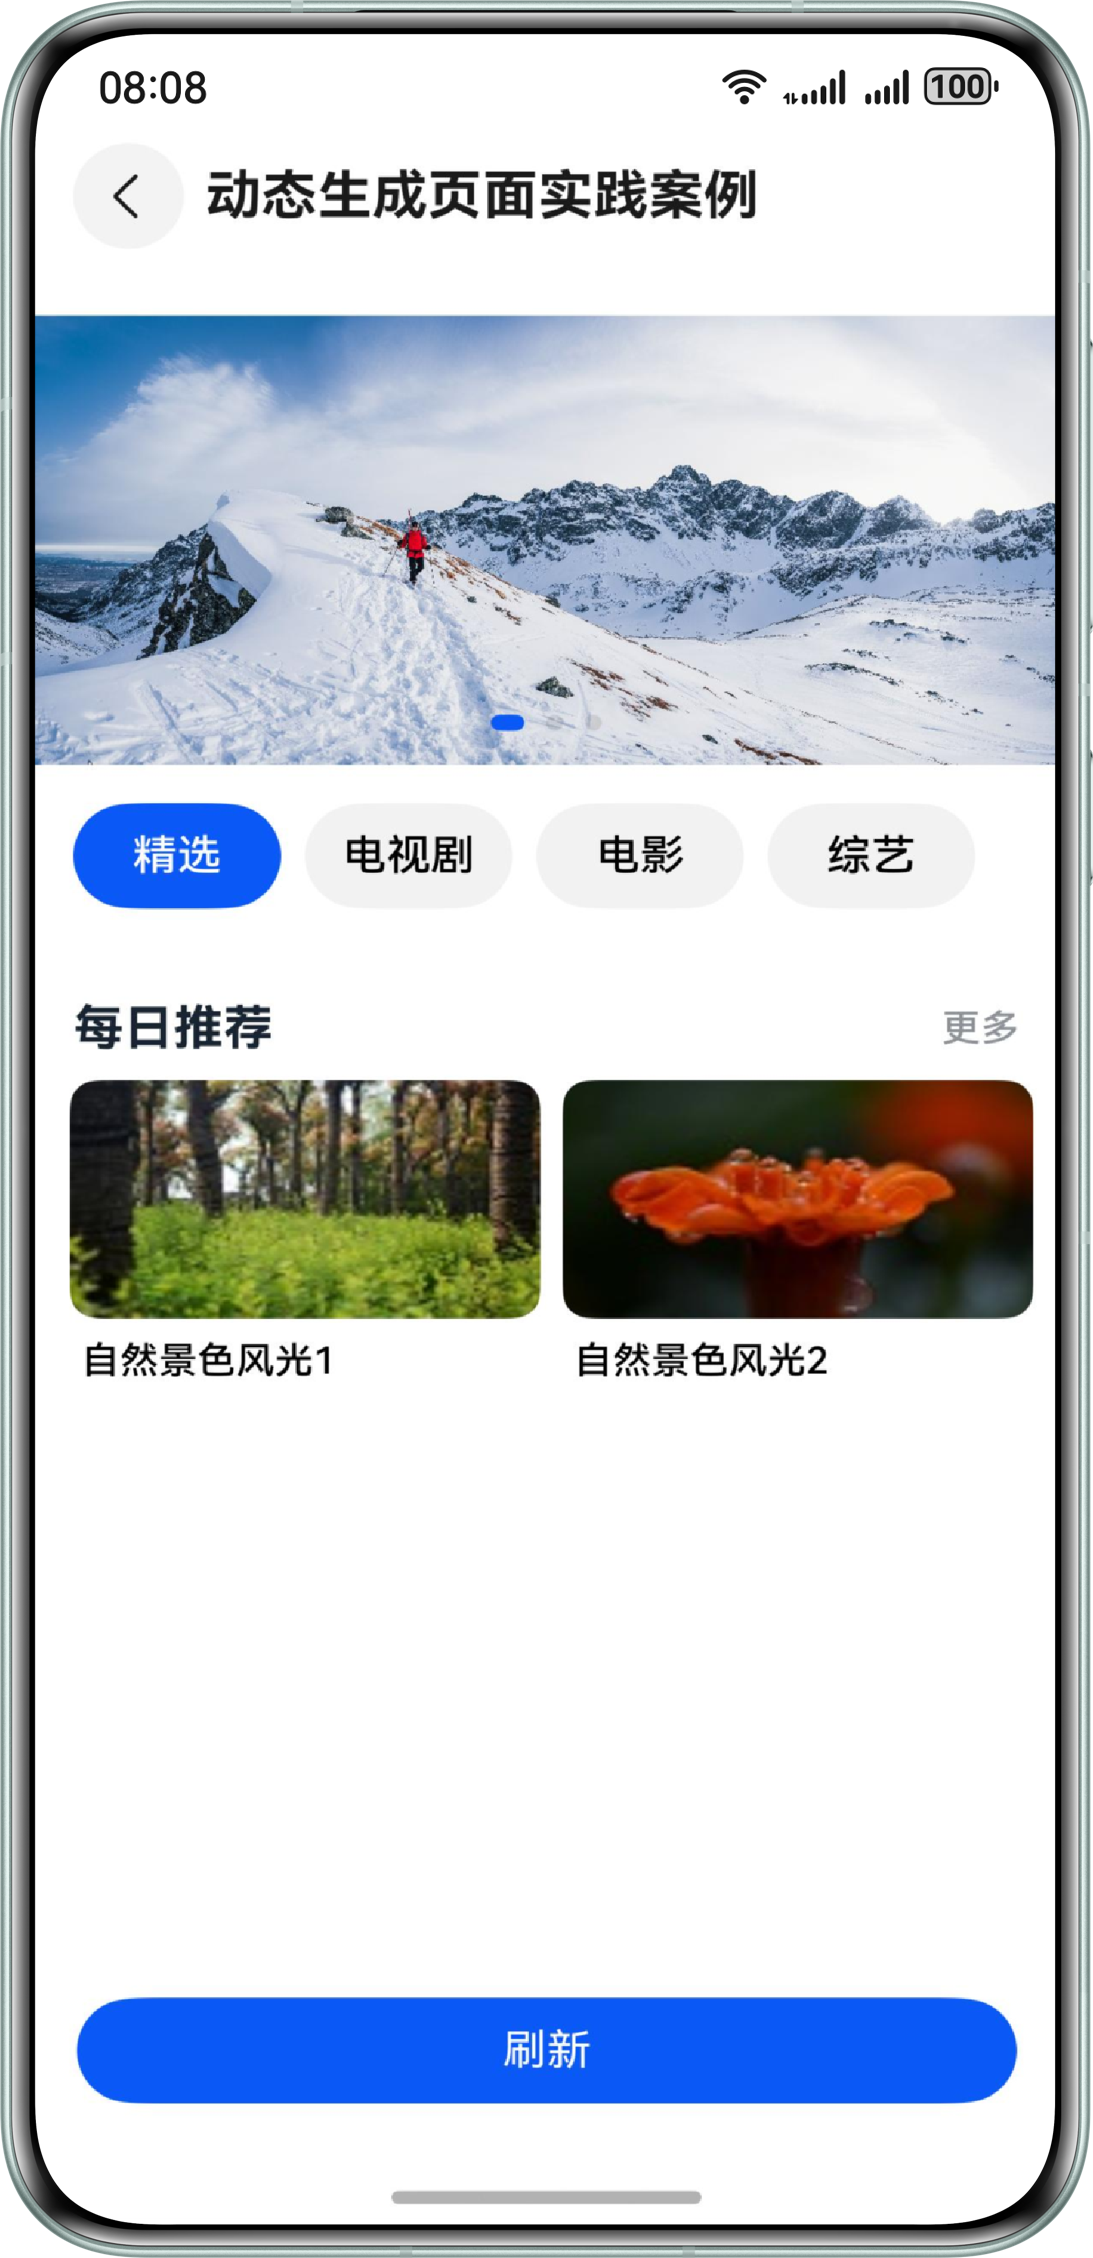 08:08
100
动态生成页面实践案例
精选 电视剧 电影 综艺
每日推荐 更多
自然景色风光1 自然景色风光2
刷新